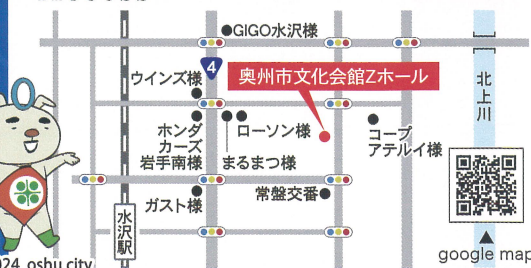 GIGO水沢様
4
ウインズ様
奥州市文化会館Zホール
北上川
ホンダ
カーズ
岩手南様
ローソン様
まるまつ様
コープ
アテルイ様
ガスト様
常盤交番
水沢駅
024 oshu city
google map